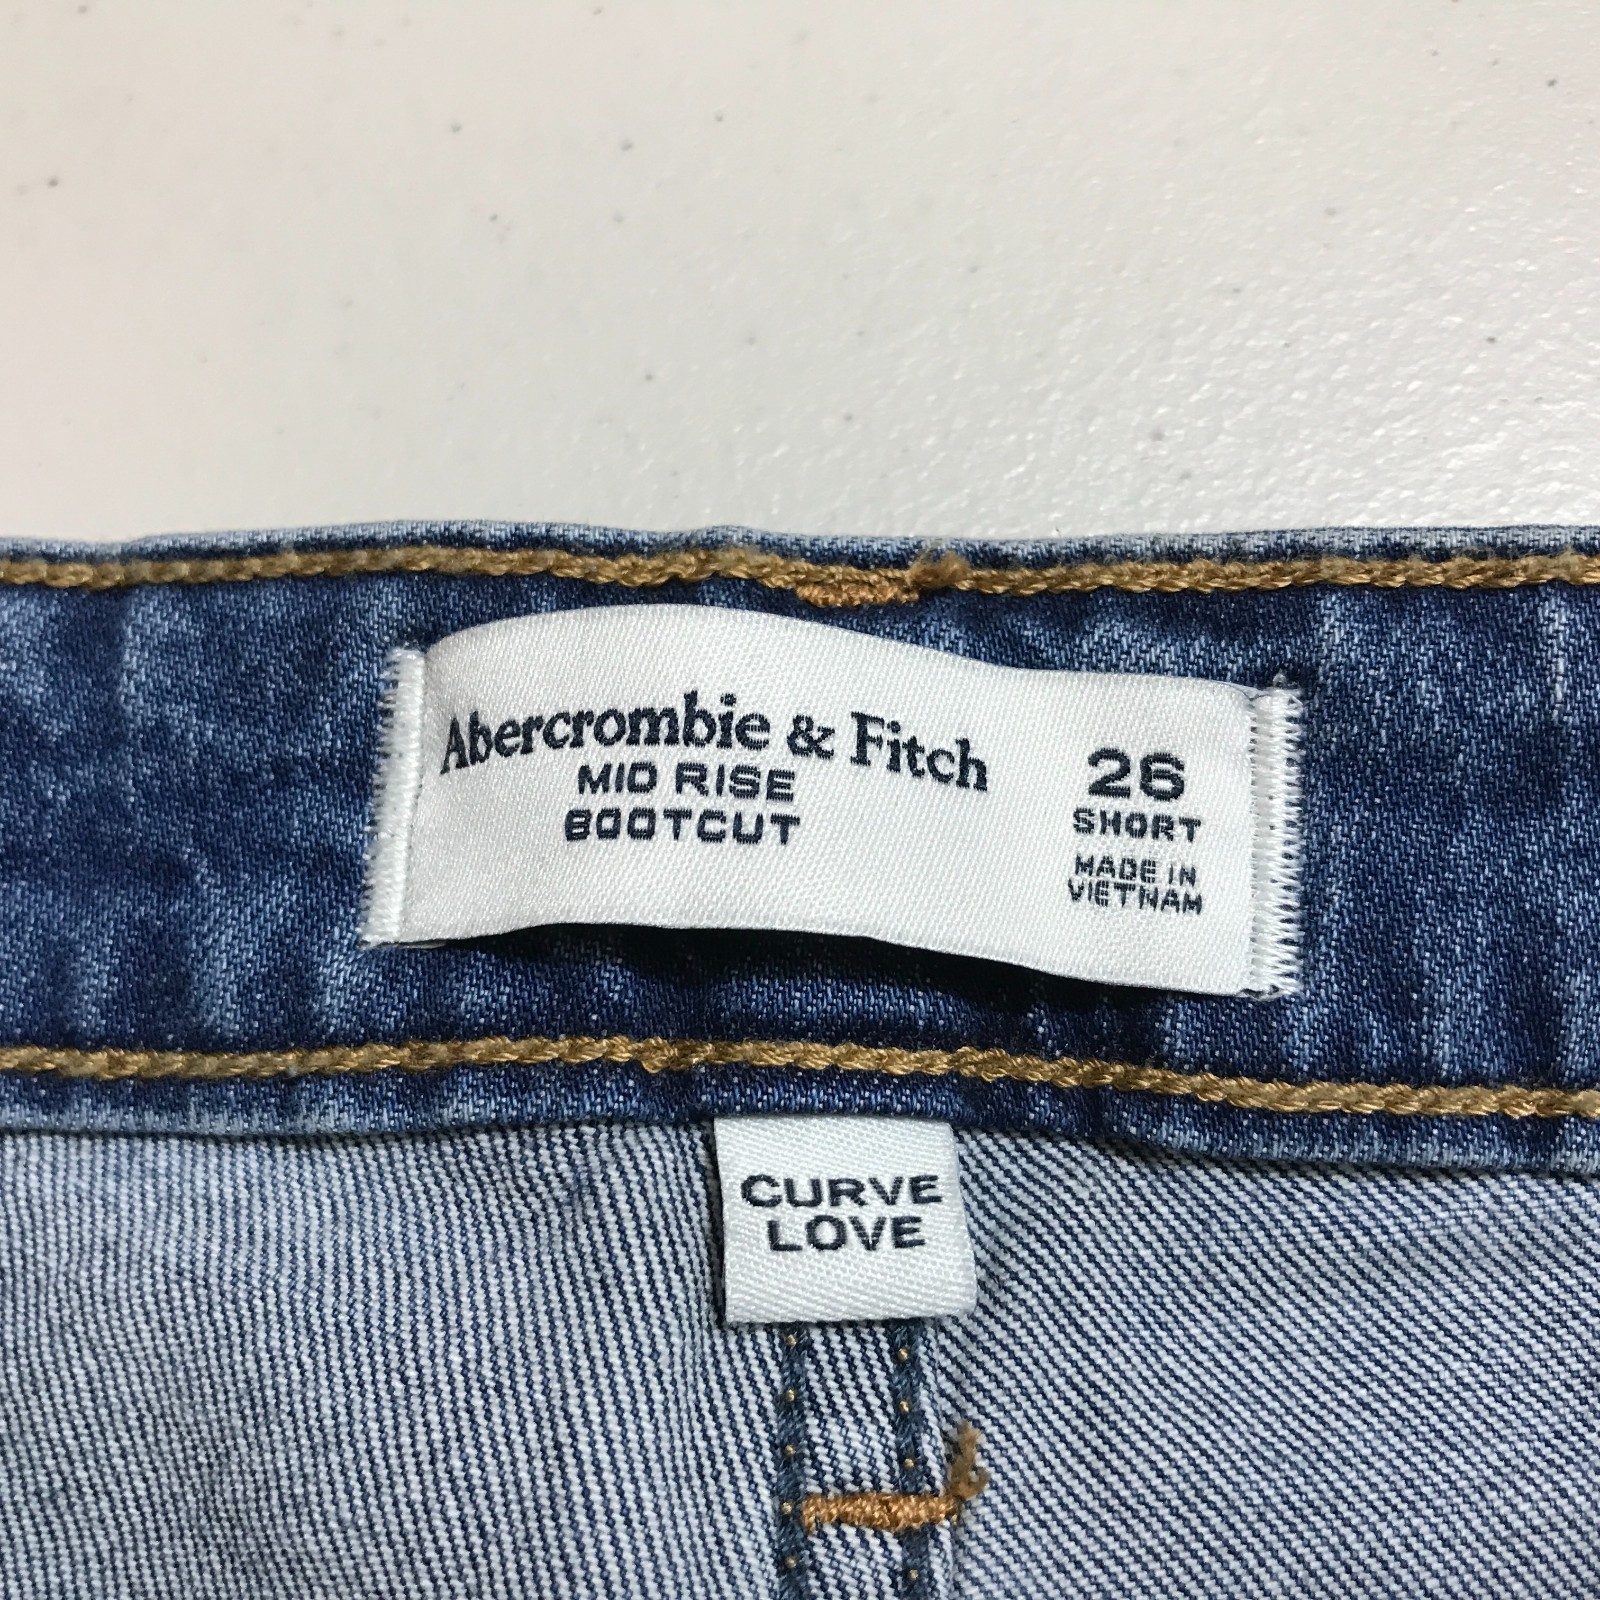 Abercrombie & Fitch
MID RISE
BOOTCUT
26
SHORT
MADE IN
VIETNAM
CURVE
LOVE